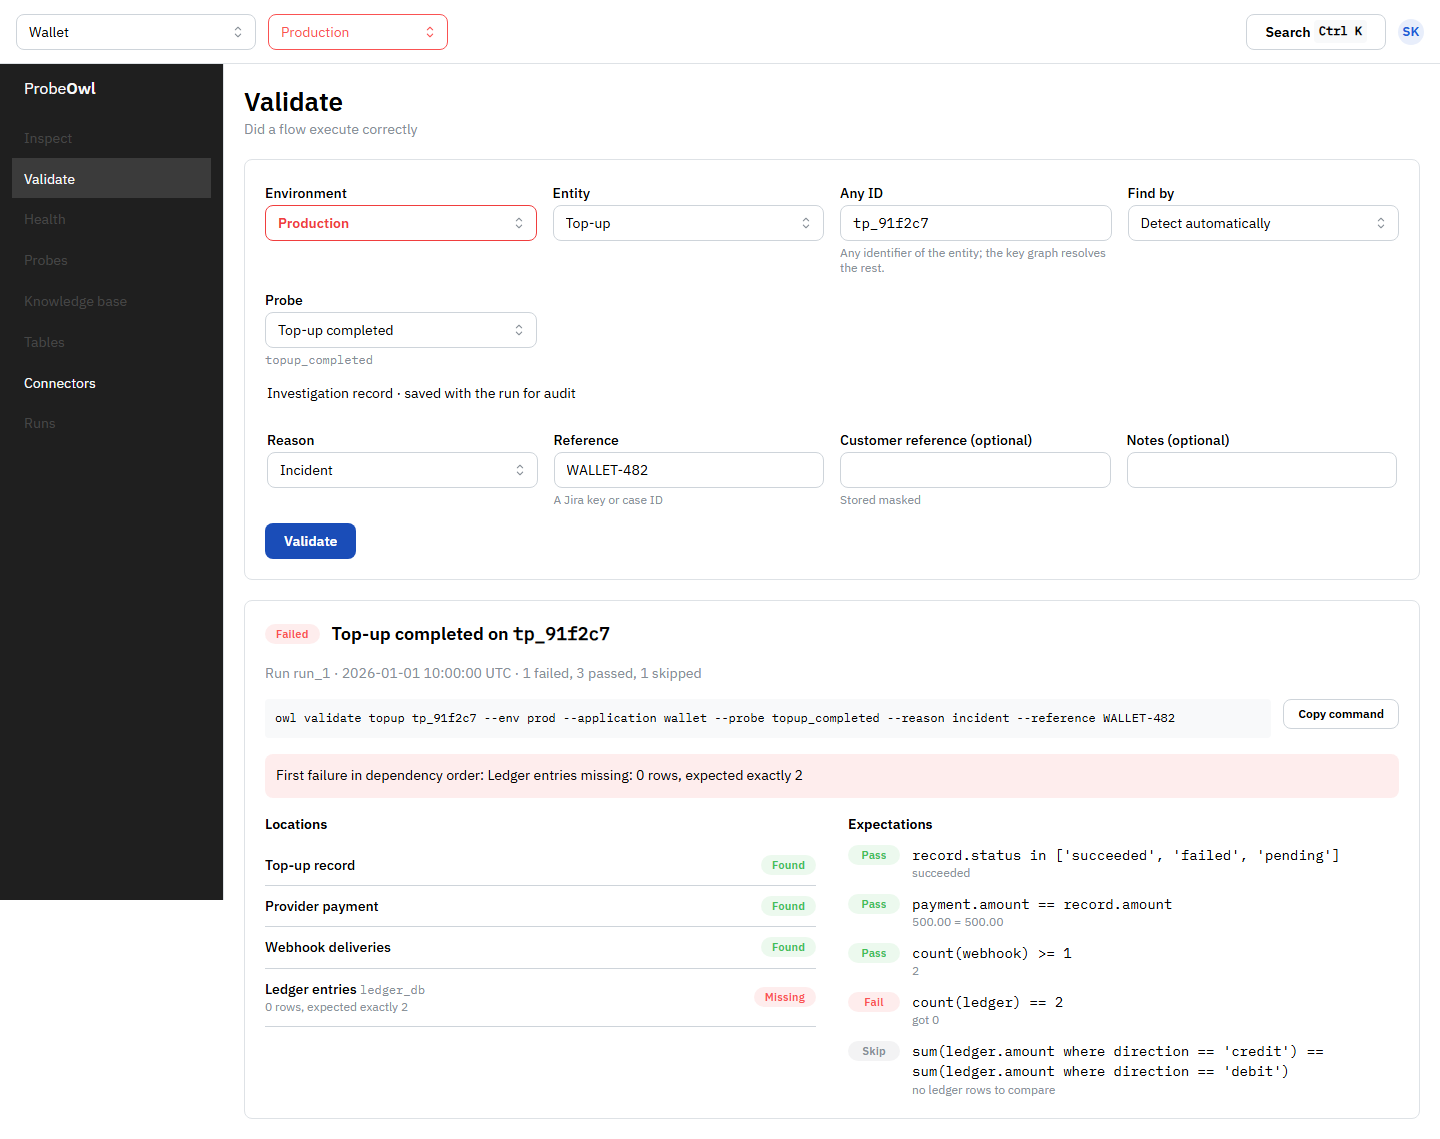 Wallet
Production
Search Ctrl K
SK
ProbeOwl
Inspect
Validate
Health
Probes
Knowledge base
Tables
Connectors
Runs
Validate
Did a flow execute correctly
Environment
Production
Entity
Top-up
Any ID
tp_91f2c7
Any identifier of the entity; the key graph resolves
the rest.
Find by
Detect automatically
Probe
Top-up completed
topup_completed
Investigation record · saved with the run for audit
Reason
Incident
Reference
WALLET-482
A Jira key or case ID
Customer reference (optional)
Stored masked
Notes (optional)
Validate
Failed Top-up completed on tp_91f2c7
Run run_1 · 2026-01-01 10:00:00 UTC · 1 failed, 3 passed, 1 skipped
owl validate topup tp_91f2c7 --env prod --application wallet --probe topup_completed --reason incident --reference WALLET-482
Copy command
First failure in dependency order: Ledger entries missing: 0 rows, expected exactly 2
Locations
Top-up record Found
Provider payment Found
Webhook deliveries Found
Ledger entries ledger_db Missing
0 rows, expected exactly 2
Expectations
Pass record.status in ['succeeded', 'failed', 'pending']
succeeded
Pass payment.amount == record.amount
500.00 = 500.00
Pass count(webhook) >= 1
2
Fail count(ledger) == 2
got 0
Skip sum(ledger.amount where direction == 'credit') ==
sum(ledger.amount where direction == 'debit')
no ledger rows to compare